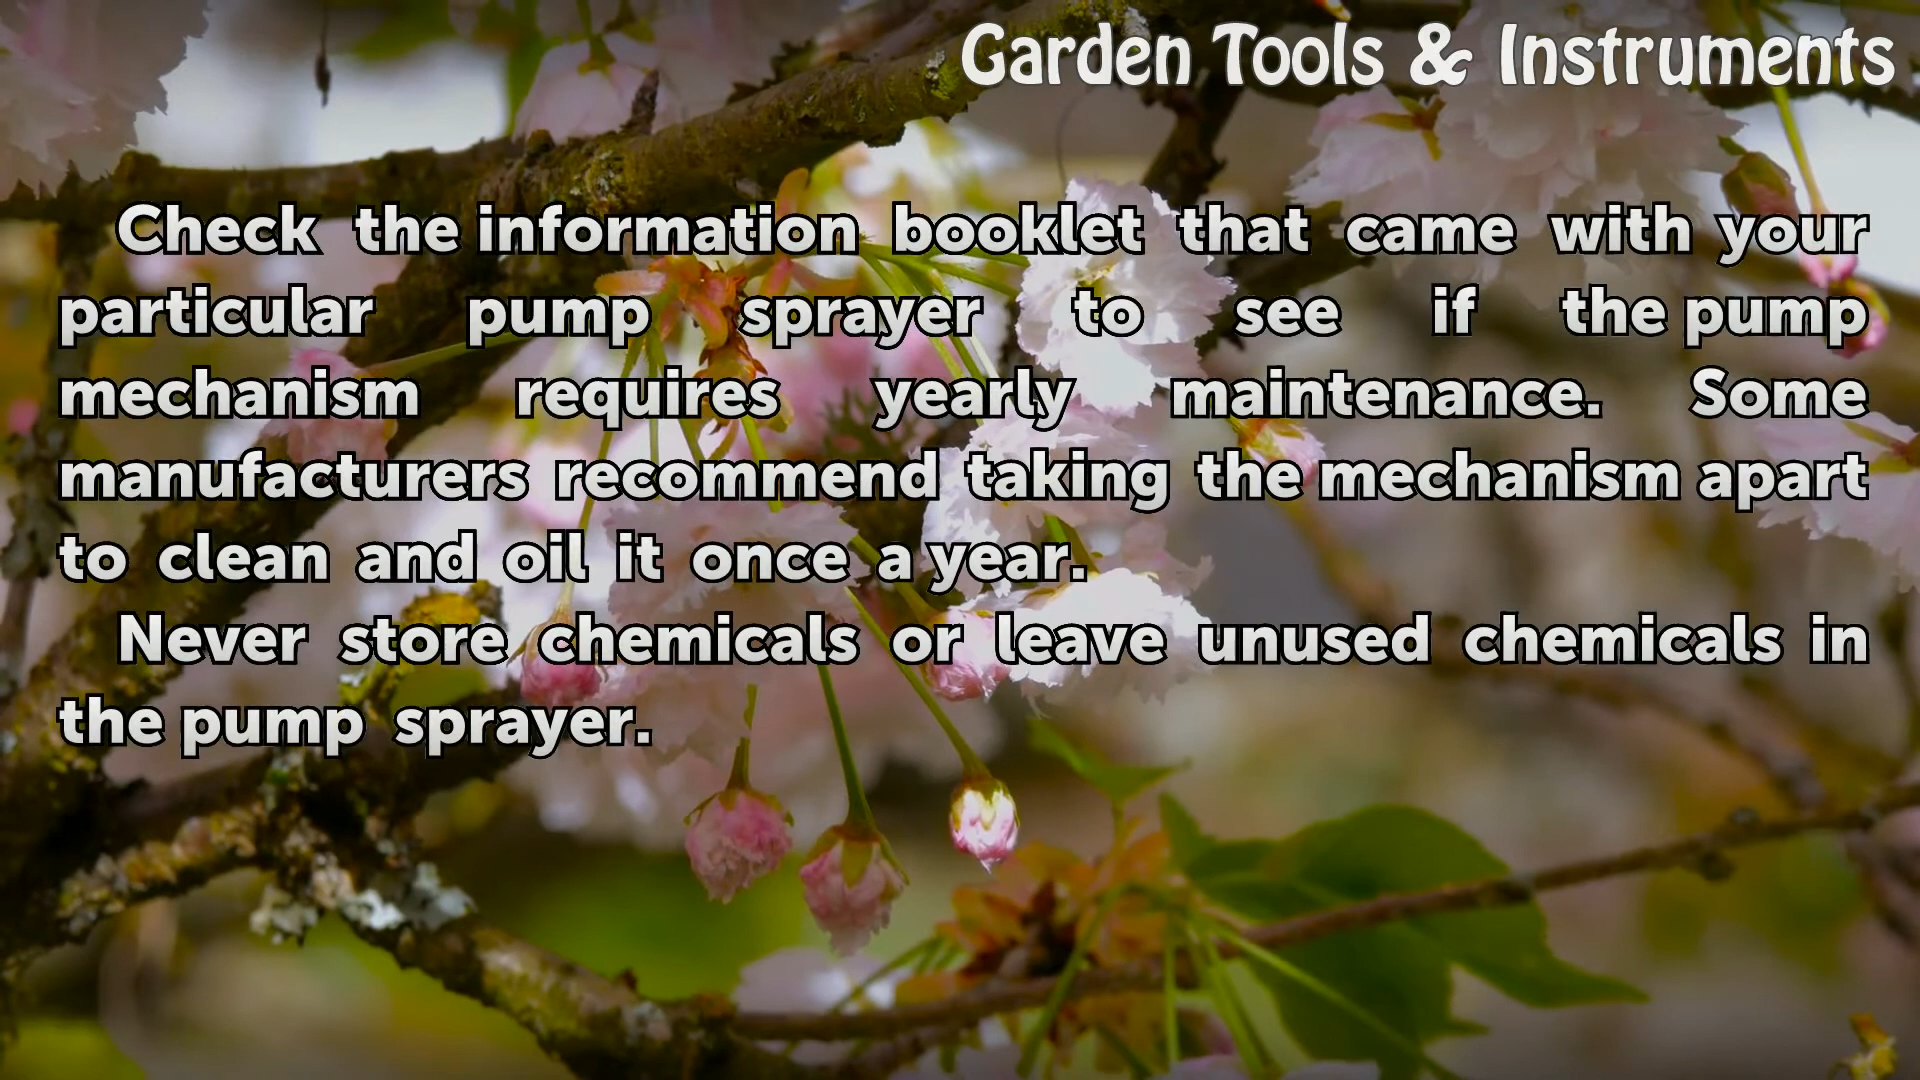 Garden Tools & Instruments
Check the information booklet that came with your
particular pump sprayer to see if the pump
mechanism requires yearly maintenance. Some
manufacturers recommend taking the mechanism apart
to clean and oil it once a year.
Never store chemicals or leave unused chemicals in
the pump sprayer.